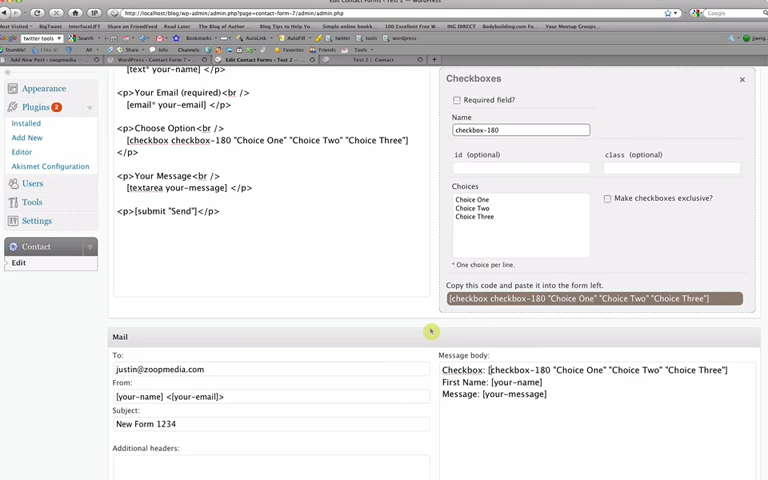 Edit Contact Forms - Test 2 — WordPress
http://localhost/blog/wp-admin/admin.php?page=contact-form-7/admin/admin.php
Google
Most Visited BigTweet InterfaceLIFT Share on Friendfeed Read Later The Blog of Author ... Blog Tips to Help Yo... 100 Excellent Free W... ING DIRECT Bodybuilding.com Fo... Your Meetup Groups...
twitter tools Search Bookmarks AutoLink AutoFill twitter tools wordpress
Stumble! I like it! All Share Info Channels: Favorites Friends
Add New Post ‹ zoopmedia... WordPress › Contact Form 7 ... Edit Contact Forms ‹ Test 2 ... Test 2 | Contact
Appearance
Plugins 2
Installed
Add New
Editor
Akismet Configuration
Users
Tools
Settings
Contact
Edit
[text* your-name] </p>
<p>Your Email (required)<br />
[email* your-email] </p>
<p>Choose Option<br />
[checkbox checkbox-180 "Choice One" "Choice Two" "Choice Three"]
</p>
<p>Your Message<br />
[textarea your-message] </p>
<p>[submit "Send"]</p>
Checkboxes
Required field?
Name
checkbox-180
id (optional) class (optional)
Choices
Choice One
Choice Two
Choice Three
Make checkboxes exclusive?
* One choice per line.
Copy this code and paste it into the form left.
[checkbox checkbox-180 "Choice One" "Choice Two" "Choice Three"]
Mail
To:
justin@zoopmedia.com
From:
[your-name] <[your-email]>
Subject:
New Form 1234
Additional headers:
Message body:
Checkbox: [checkbox-180 "Choice One" "Choice Two" "Choice Three"]
First Name: [your-name]
Message: [your-message]